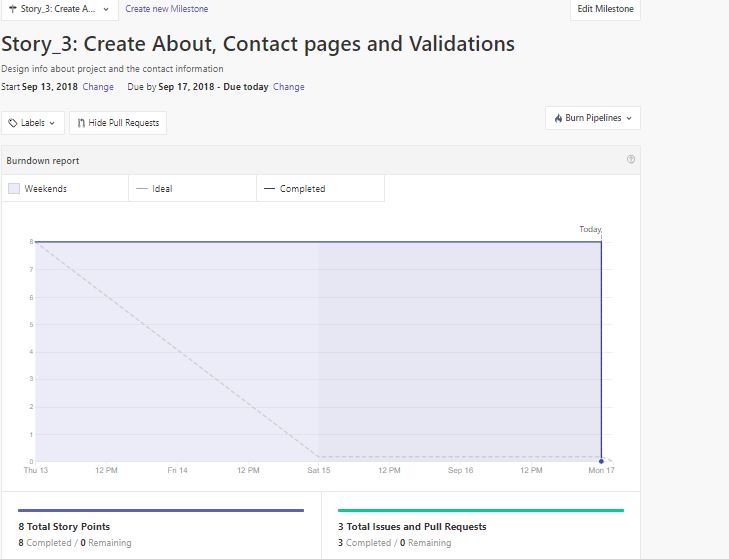 Story_3: Create A... Create new Milestone Edit Milestone
Story_3: Create About, Contact pages and Validations
Design info about project and the contact information
Start Sep 13, 2018 Change Due by Sep 17, 2018 - Due today Change
Labels Hide Pull Requests Burn Pipelines
Burndown report
Weekends Ideal Completed
Today
8
7
6
5
4
3
2
1
0
Thu 13 12 PM Fri 14 12 PM Sat 15 12 PM Sep 16 12 PM Mon 17
8 Total Story Points
8 Completed / 0 Remaining
3 Total Issues and Pull Requests
3 Completed / 0 Remaining